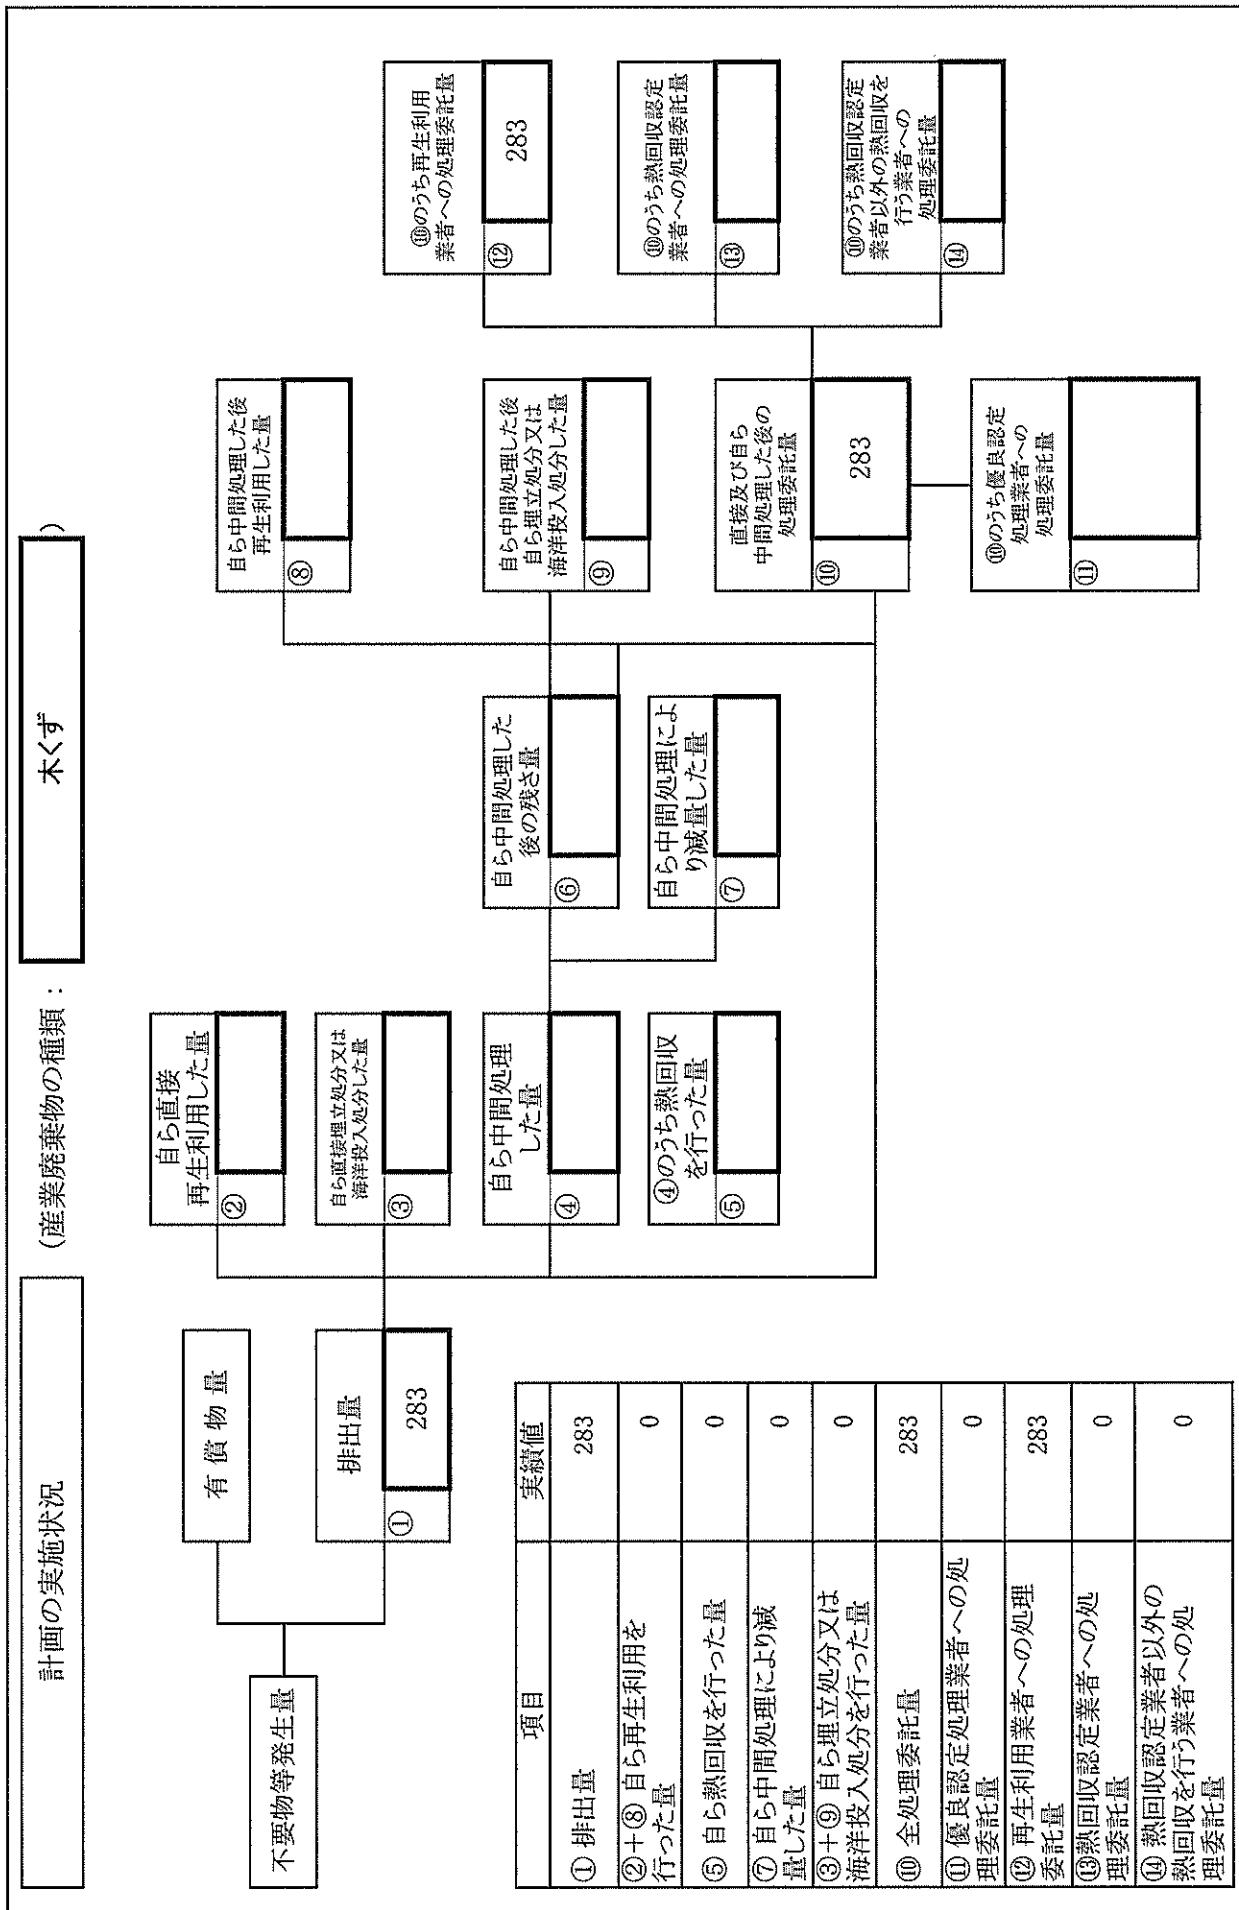 計画の実施状況
(産業廃棄物の種類：
木くず
)
不要物等発生量
有 償 物 量
排出量
①
283
自ら直接
再生利用した量
②
自ら直接埋立処分又は
海洋投入処分した量
③
自ら中間処理
した量
④
④のうち熱回収
を行った量
⑤
自ら中間処理した
後の残さ量
⑥
自ら中間処理によ
り減量した量
⑦
自ら中間処理した後
再生利用した量
⑧
自ら中間処理した後
自ら埋立処分又は
海洋投入処分した量
⑨
直接及び自ら
中間処理した後の
処理委託量
⑩
283
⑩のうち優良認定
処理業者への
処理委託量
⑪
⑩のうち再生利用
業者への処理委託量
⑫
283
⑩のうち熱回収認定
業者への処理委託量
⑬
⑩のうち熱回収認定
業者以外の熱回収を
行う業者への
処理委託量
⑭
項目
実績値
① 排出量
283
②＋⑧ 自ら再生利用を
行った量
0
⑤ 自ら熱回収を行った量
0
⑦ 自ら中間処理により減
量した量
0
③＋⑨ 自ら埋立処分又は
海洋投入処分を行った量
0
⑩ 全処理委託量
283
⑪ 優良認定処理業者への処
理委託量
0
⑫ 再生利用業者への処理
委託量
283
⑬熱回収認定業者への処
理委託量
0
⑭ 熱回収認定業者以外の
熱回収を行う業者への処
理委託量
0